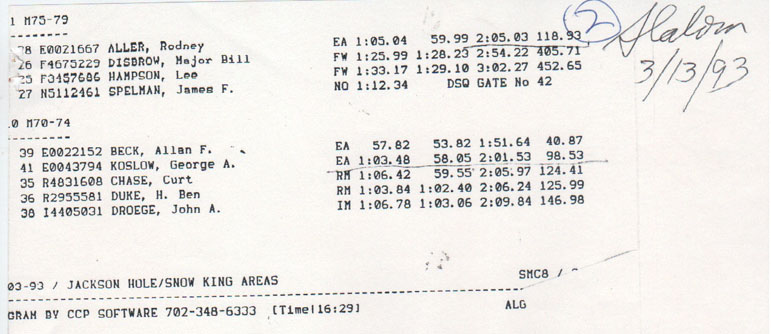 1 M75-79
--------
28 E0021667 ALLER, Rodney EA 1:05.04 59.99 2:05.03 118.93
26 F4675229 DISBROW, Major Bill FW 1:25.99 1:28.23 2:54.22 405.71
25 F3457686 HAMPSON, Lee FW 1:33.17 1:29.10 3:02.27 452.65
27 N5112461 SPELMAN, James F. NO 1:12.34 DSQ GATE No 42
2
Slalom
3/13/93
0 M70-74
--------
39 E0022152 BECK, Allan F. EA 57.82 53.82 1:51.64 40.87
41 E0043794 KOSLOW, George A. EA 1:03.48 58.05 2:01.53 98.53
35 R4831608 CHASE, Curt RM 1:06.42 59.55 2:05.97 124.41
36 R2955581 DUKE, H. Ben RM 1:03.84 1:02.40 2:06.24 125.99
38 I4405031 DROEGE, John A. IM 1:06.78 1:03.06 2:09.84 146.98
03-93 / JACKSON HOLE/SNOW KING AREAS SMC8 /
GRAM BY CCP SOFTWARE 702-348-6333 [Time|16:29] ALG